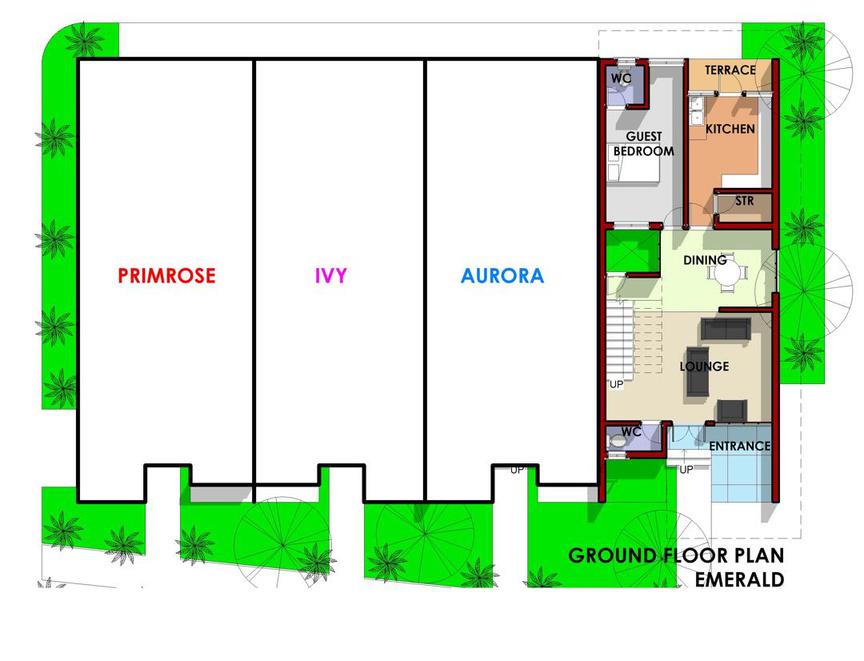 WC
TERRACE
KITCHEN
GUEST
BEDROOM
STR
PRIMROSE
IVY
AURORA
DINING
LOUNGE
UP
WC
ENTRANCE
UP
UP
GROUND FLOOR PLAN
EMERALD